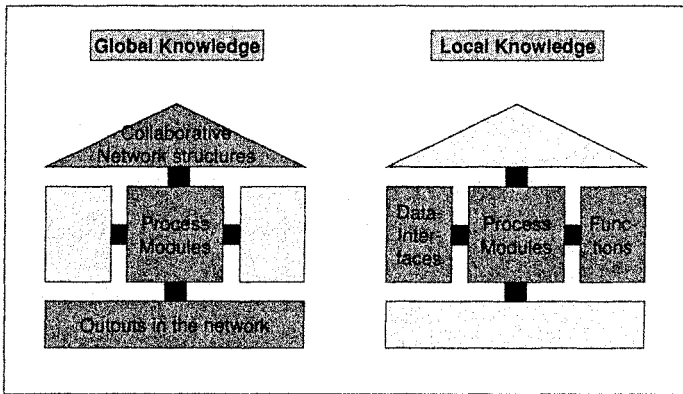 Global Knowledge
Local Knowledge
Collaborative
Network structures
Process
Modules
Outputs in the network
Data-
Inter-
faces
Process
Modules
Func-
tions